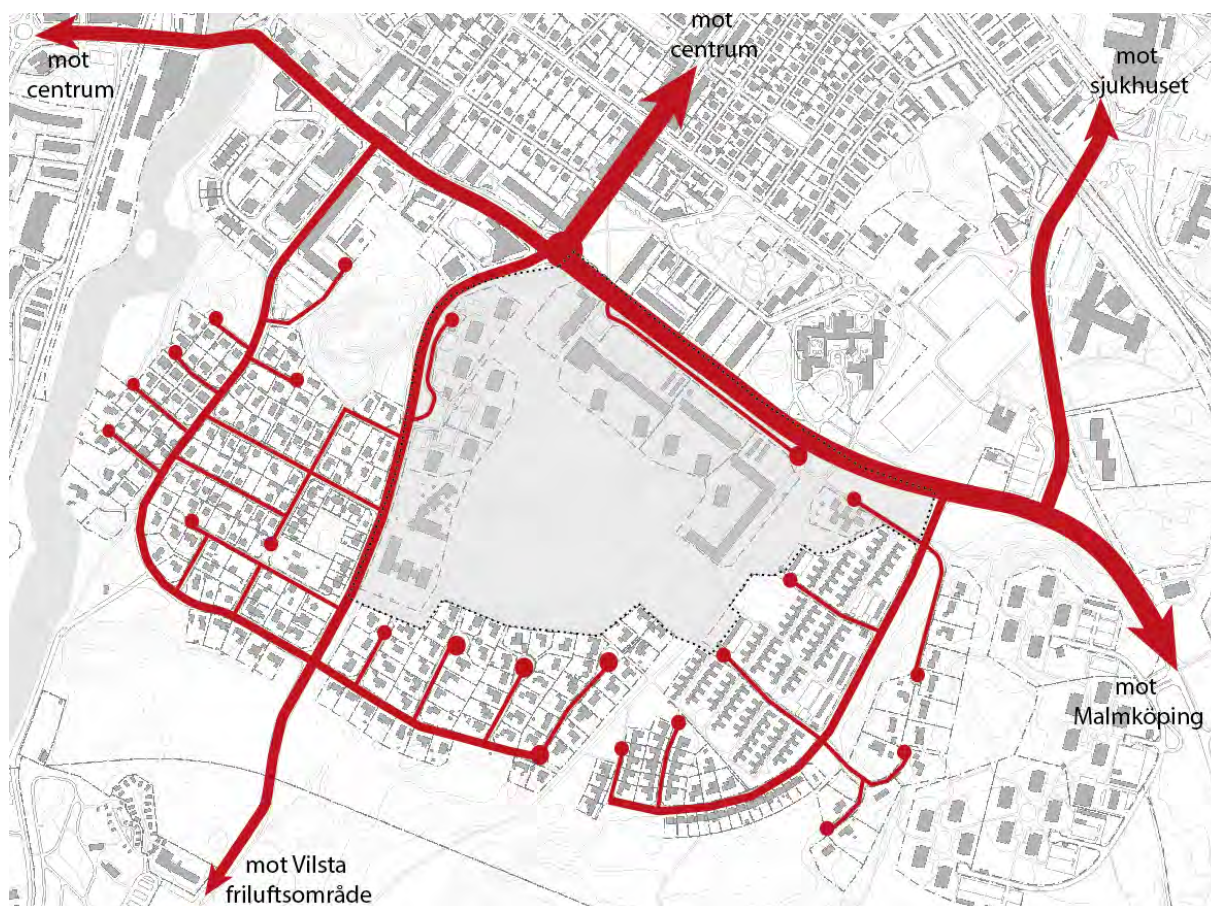 mot
centrum
mot
centrum
mot
sjukhuset
mot
Malmköping
mot Vilsta
friluftsområde